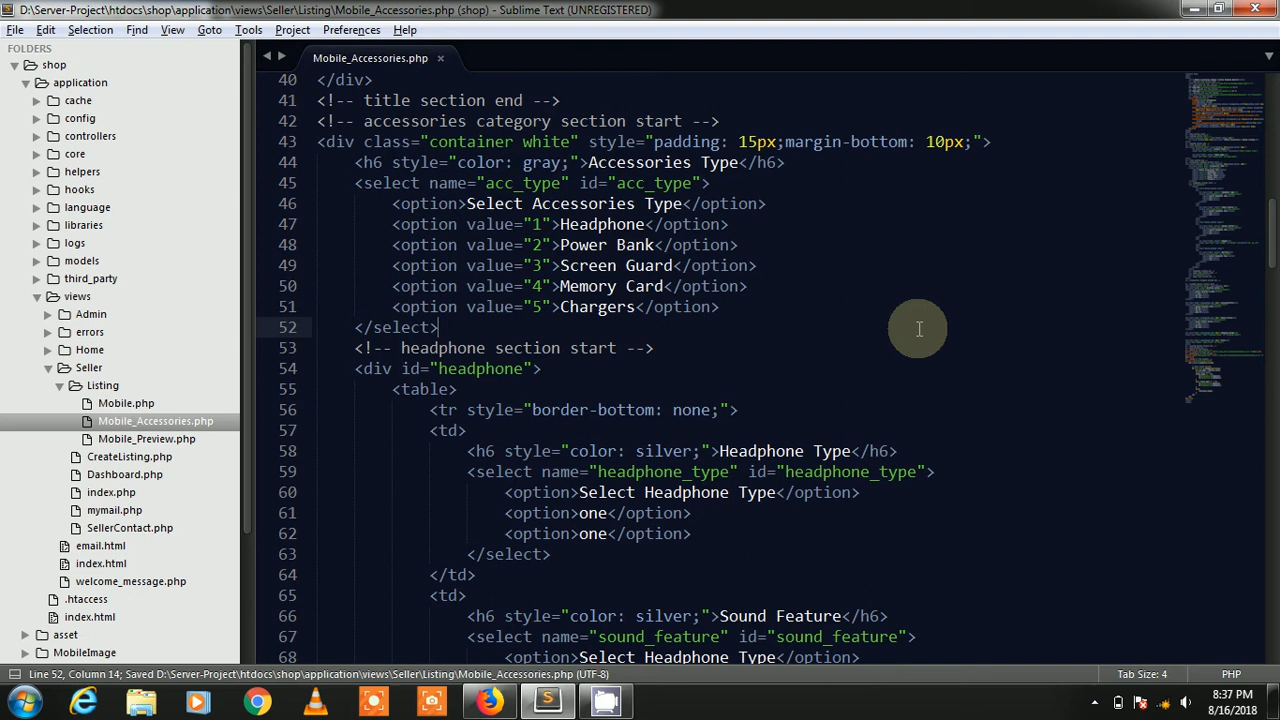 D:\Server-Project\htdocs\shop\application\views\Seller\Listing\Mobile_Accessories.php (shop) - Sublime Text (UNREGISTERED)
File Edit Selection Find View Goto Tools Project Preferences Help
FOLDERS
shop
application
cache
config
controllers
core
helpers
hooks
language
libraries
logs
models
third_party
views
Admin
errors
Home
Seller
Listing
Mobile.php
Mobile_Accessories.php
Mobile_Preview.php
CreateListing.php
Dashboard.php
index.php
mymail.php
SellerContact.php
email.html
index.html
welcome_message.php
.htaccess
index.html
asset
MobileImage
Mobile_Accessories.php ×
40 </div>
41 <!-- title section end -->
42 <!-- accessories category section start -->
43 <div class="container white" style="padding: 15px;margin-bottom: 10px;">
44 <h6 style="color: gray;">Accessories Type</h6>
45 <select name="acc_type" id="acc_type">
46 <option>Select Accessories Type</option>
47 <option value="1">Headphone</option>
48 <option value="2">Power Bank</option>
49 <option value="3">Screen Guard</option>
50 <option value="4">Memory Card</option>
51 <option value="5">Chargers</option>
52 </select>
53 <!-- headphone section start -->
54 <div id="headphone">
55 <table>
56 <tr style="border-bottom: none;">
57 <td>
58 <h6 style="color: silver;">Headphone Type</h6>
59 <select name="headphone_type" id="headphone_type">
60 <option>Select Headphone Type</option>
61 <option>one</option>
62 <option>one</option>
63 </select>
64 </td>
65 <td>
66 <h6 style="color: silver;">Sound Feature</h6>
67 <select name="sound_feature" id="sound_feature">
68 <option>Select Headphone Type</option>
Line 52, Column 14; Saved D:\Server-Project\htdocs\shop\application\views\Seller\Listing\Mobile_Accessories.php (UTF-8)
Tab Size: 4
PHP
8:37 PM
8/16/2018